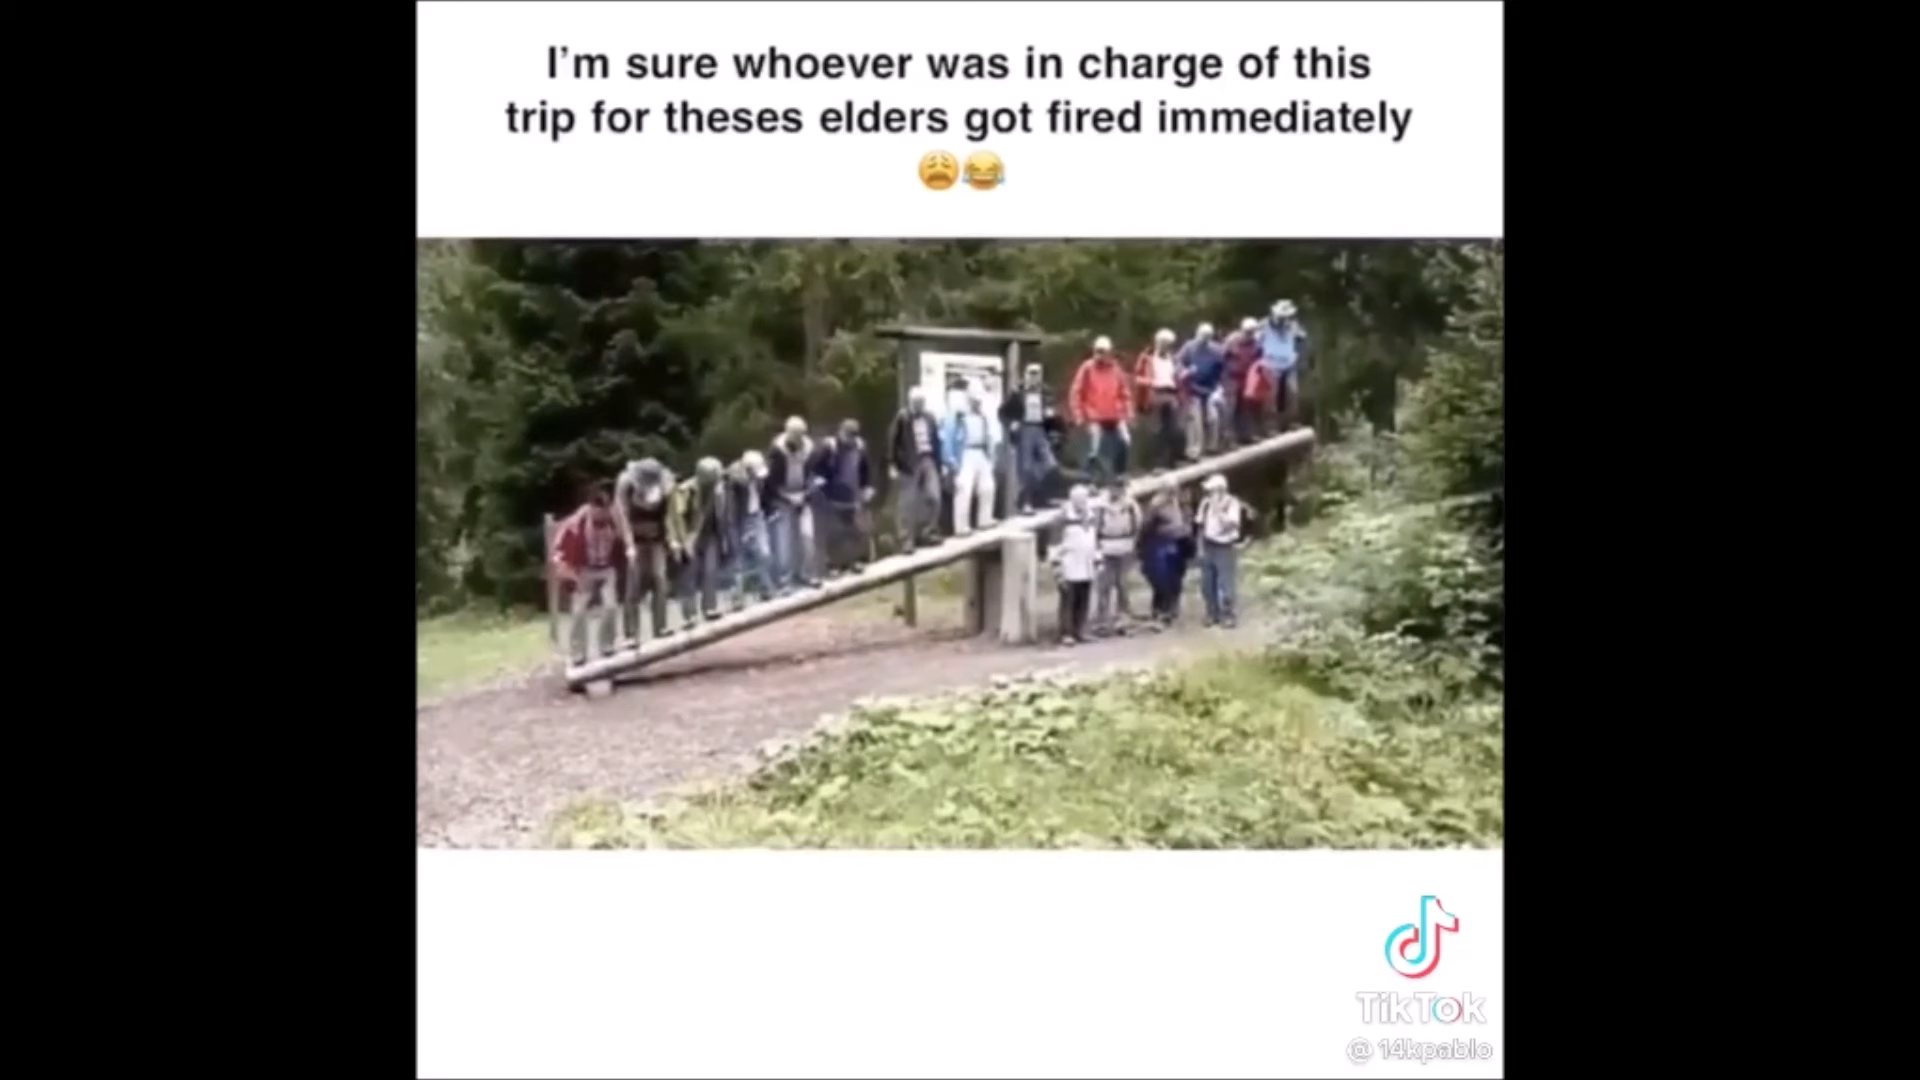 I'm sure whoever was in charge of this
trip for theses elders got fired immediately
😩😂
TikTok
@14kpablo